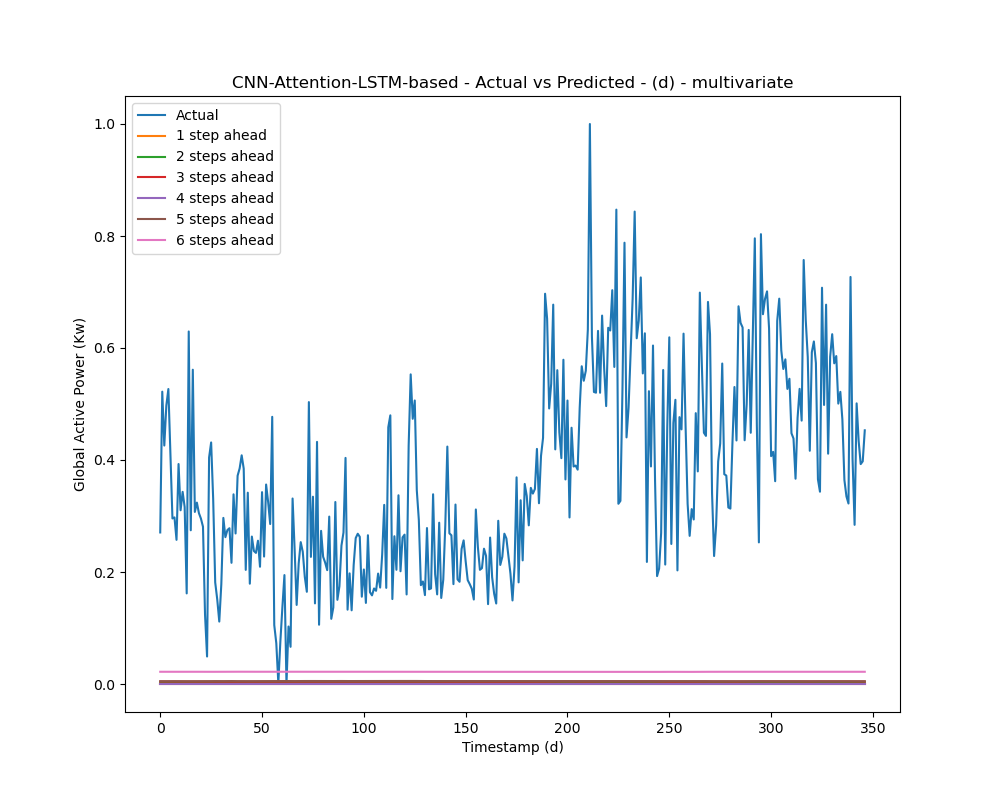 CNN-Attention-LSTM-based - Actual vs Predicted - (d) - multivariate
Actual
1 step ahead
2 steps ahead
3 steps ahead
4 steps ahead
5 steps ahead
6 steps ahead
Global Active Power (Kw)
1.0
0.8
0.6
0.4
0.2
0.0
0 50 100 150 200 250 300 350
Timestamp (d)